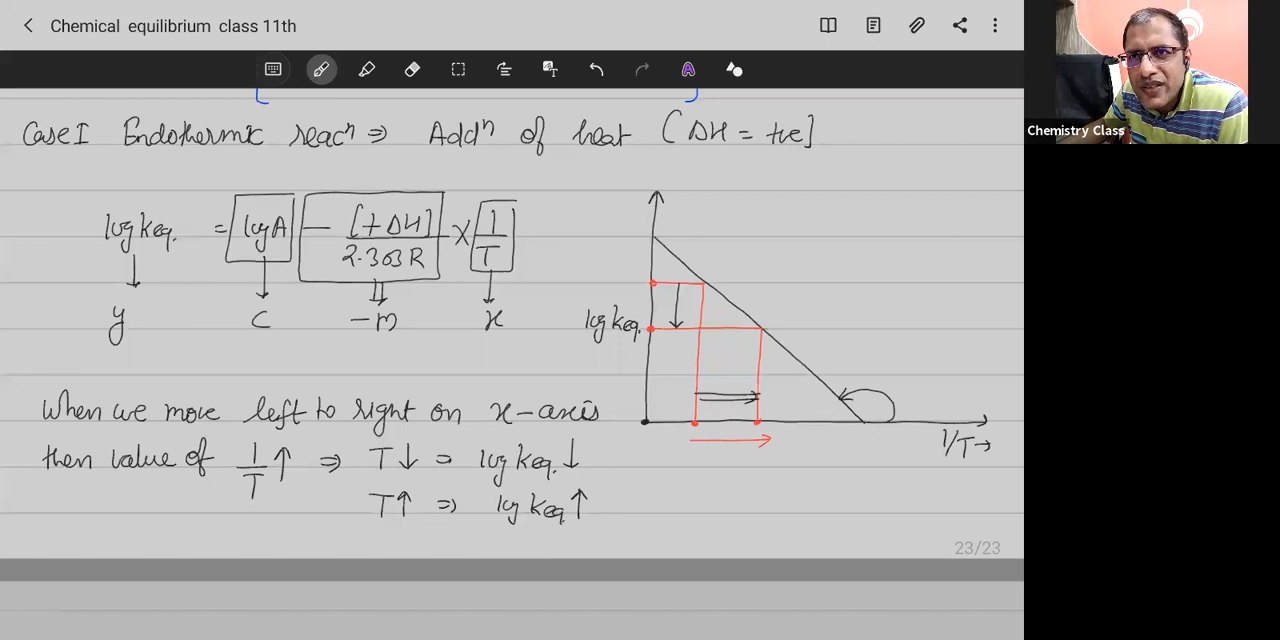 Chemical equilibrium class 11th
Case I Endothermic reacⁿ ⇒ Addⁿ of heat (ΔH = +ve]
log Keq. = log A - [+ΔH] / 2.303R × 1/T
y C -m x
log Keq.
When we move left to right on x-axis
then value of 1/T ↑ ⇒ T↓ = log Keq. ↓
T↑ ⇒ log Keq ↑
1/T→
23/23
Chemistry Class